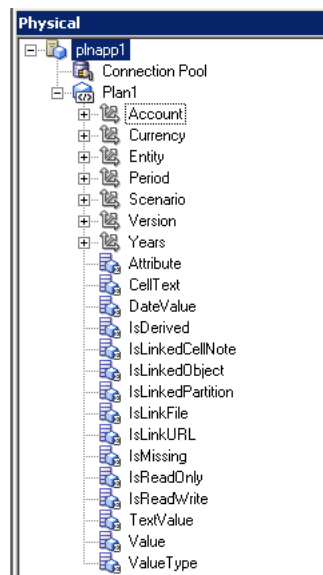 Physical
plnapp1
Connection Pool
Plan1
Account
Currency
Entity
Period
Scenario
Version
Years
Attribute
CellText
DateValue
IsDerived
IsLinkedCellNote
IsLinkedObject
IsLinkedPartition
IsLinkFile
IsLinkURL
IsMissing
IsReadOnly
IsReadWrite
TextValue
Value
ValueType